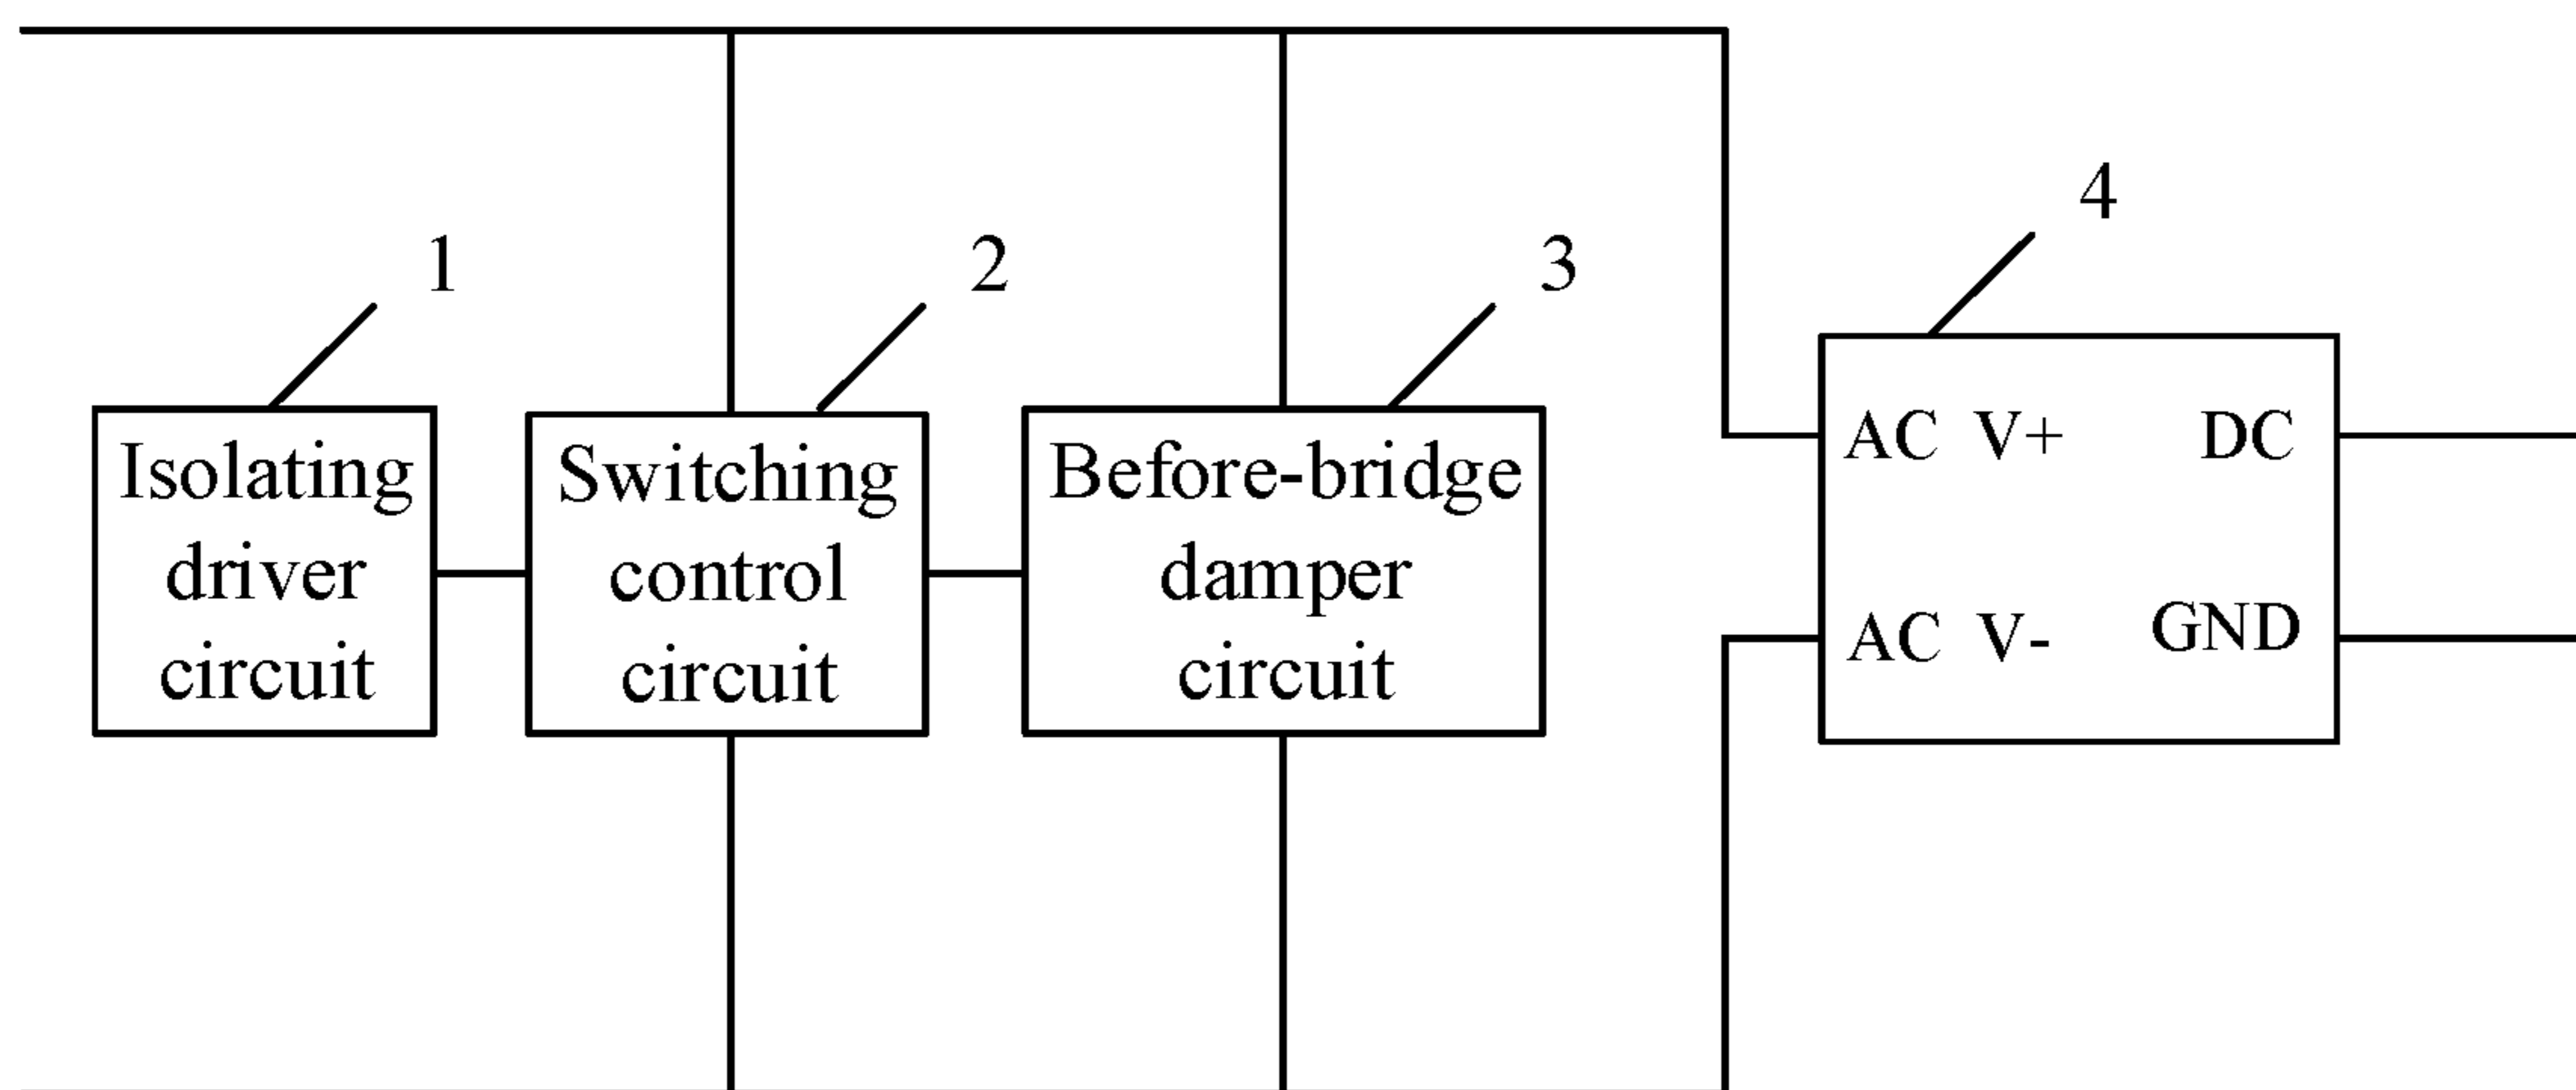 4
1
2
3
Isolating
driver
circuit
Switching
control
circuit
Before-bridge
damper
circuit
AC V+ DC
AC V- GND